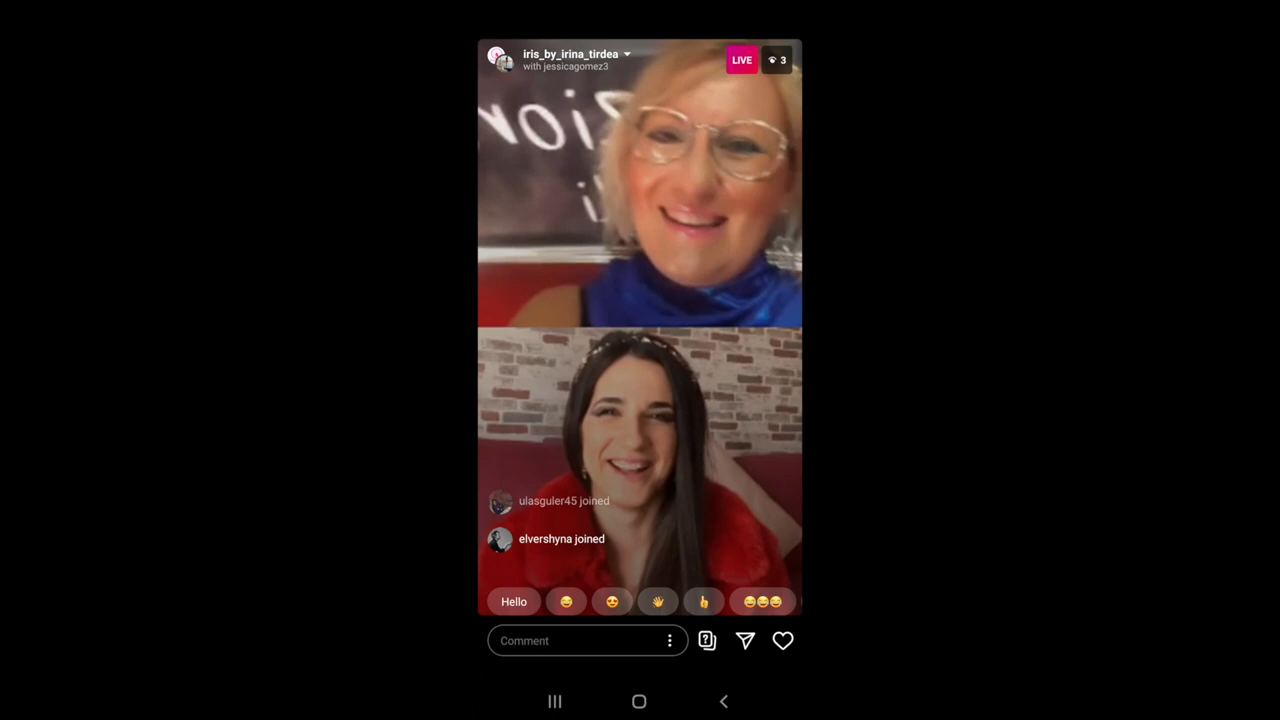 iris_by_irina_tirdea
with jessicagomez3
LIVE
3
ulasguler45 joined
elvershyna joined
Hello
Comment